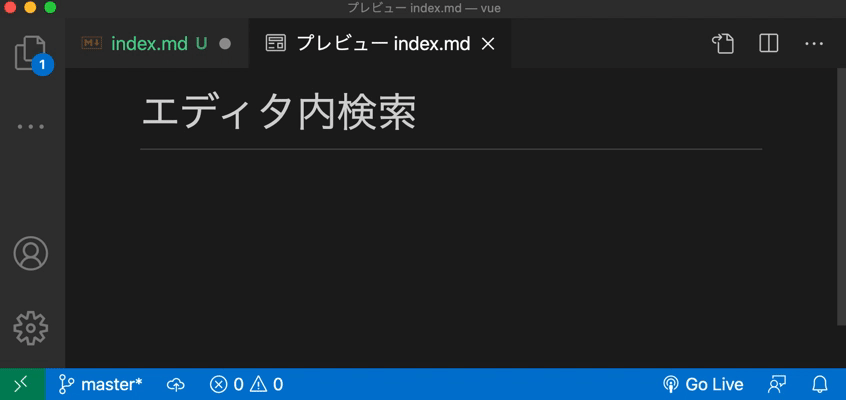 プレビュー index.md — vue
index.md U
プレビュー index.md
1
エディタ内検索
master*
0
0
Go Live